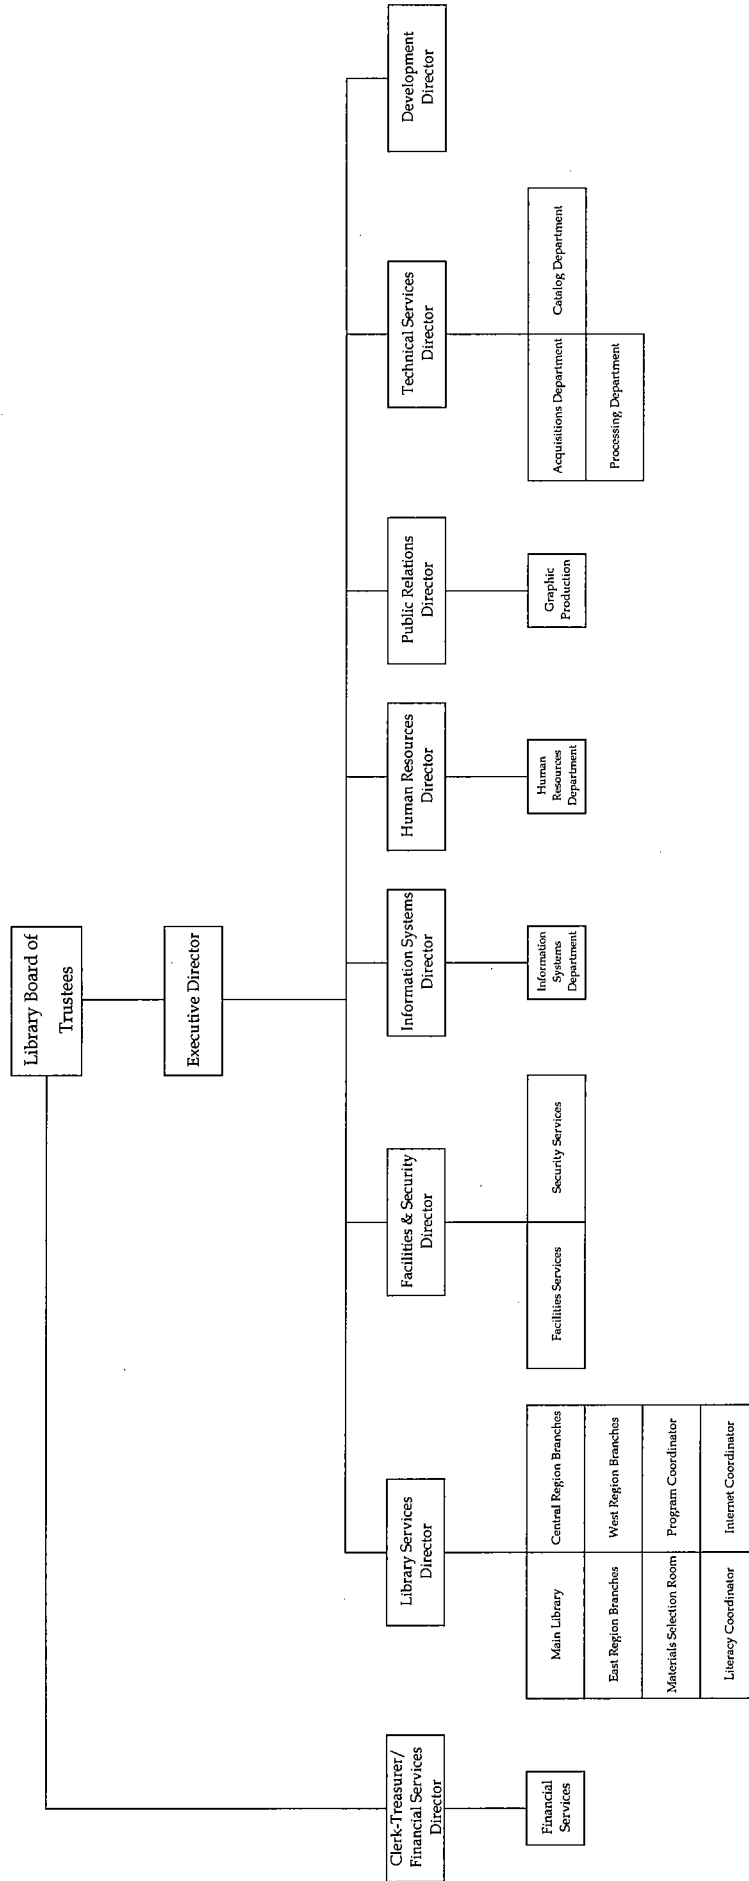 Library Board of
Trustees
Executive Director
Clerk-Treasurer/
Financial Services
Director
Library Services
Director
Facilities & Security
Director
Information Systems
Director
Human Resources
Director
Public Relations
Director
Technical Services
Director
Development
Director
Financial
Services
Main Library
Central Region Branches
East Region Branches
West Region Branches
Materials Selection Room
Program Coordinator
Literacy Coordinator
Internet Coordinator
Facilities Services
Security Services
Information
Systems
Department
Human
Resources
Department
Graphic
Production
Acquisitions Department
Catalog Department
Processing Department